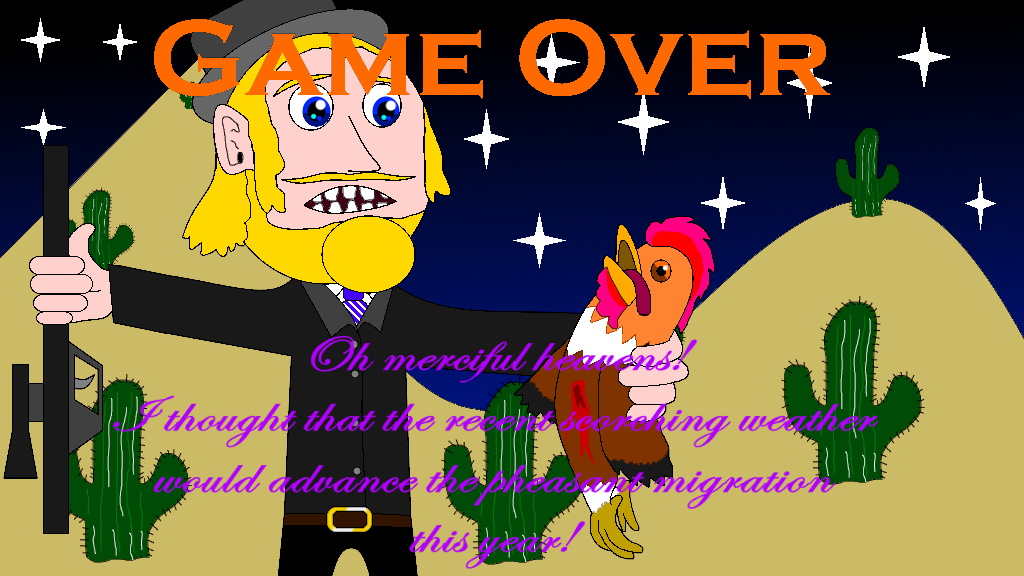 Game Over
Oh merciful heavens!
I thought that the recent scorching weather
would advance the pheasant migration
this year!